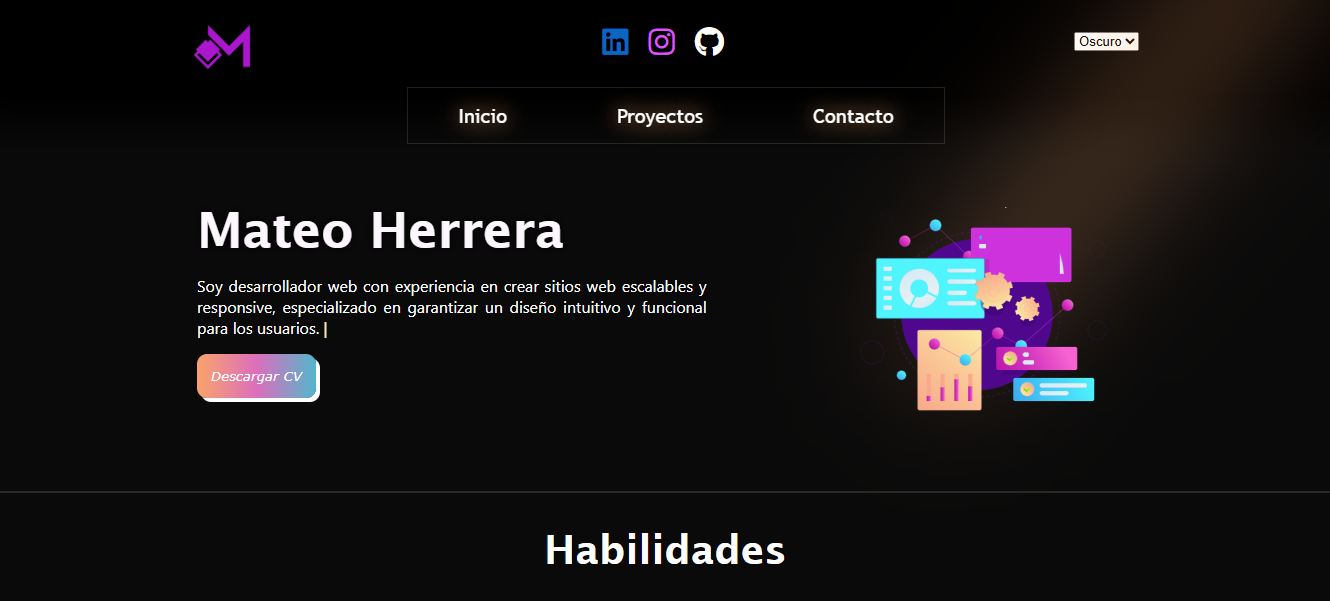 Oscuro
Inicio Proyectos Contacto
Mateo Herrera
Soy desarrollador web con experiencia en crear sitios web escalables y
responsive, especializado en garantizar un diseño intuitivo y funcional
para los usuarios. |
Descargar CV
Habilidades